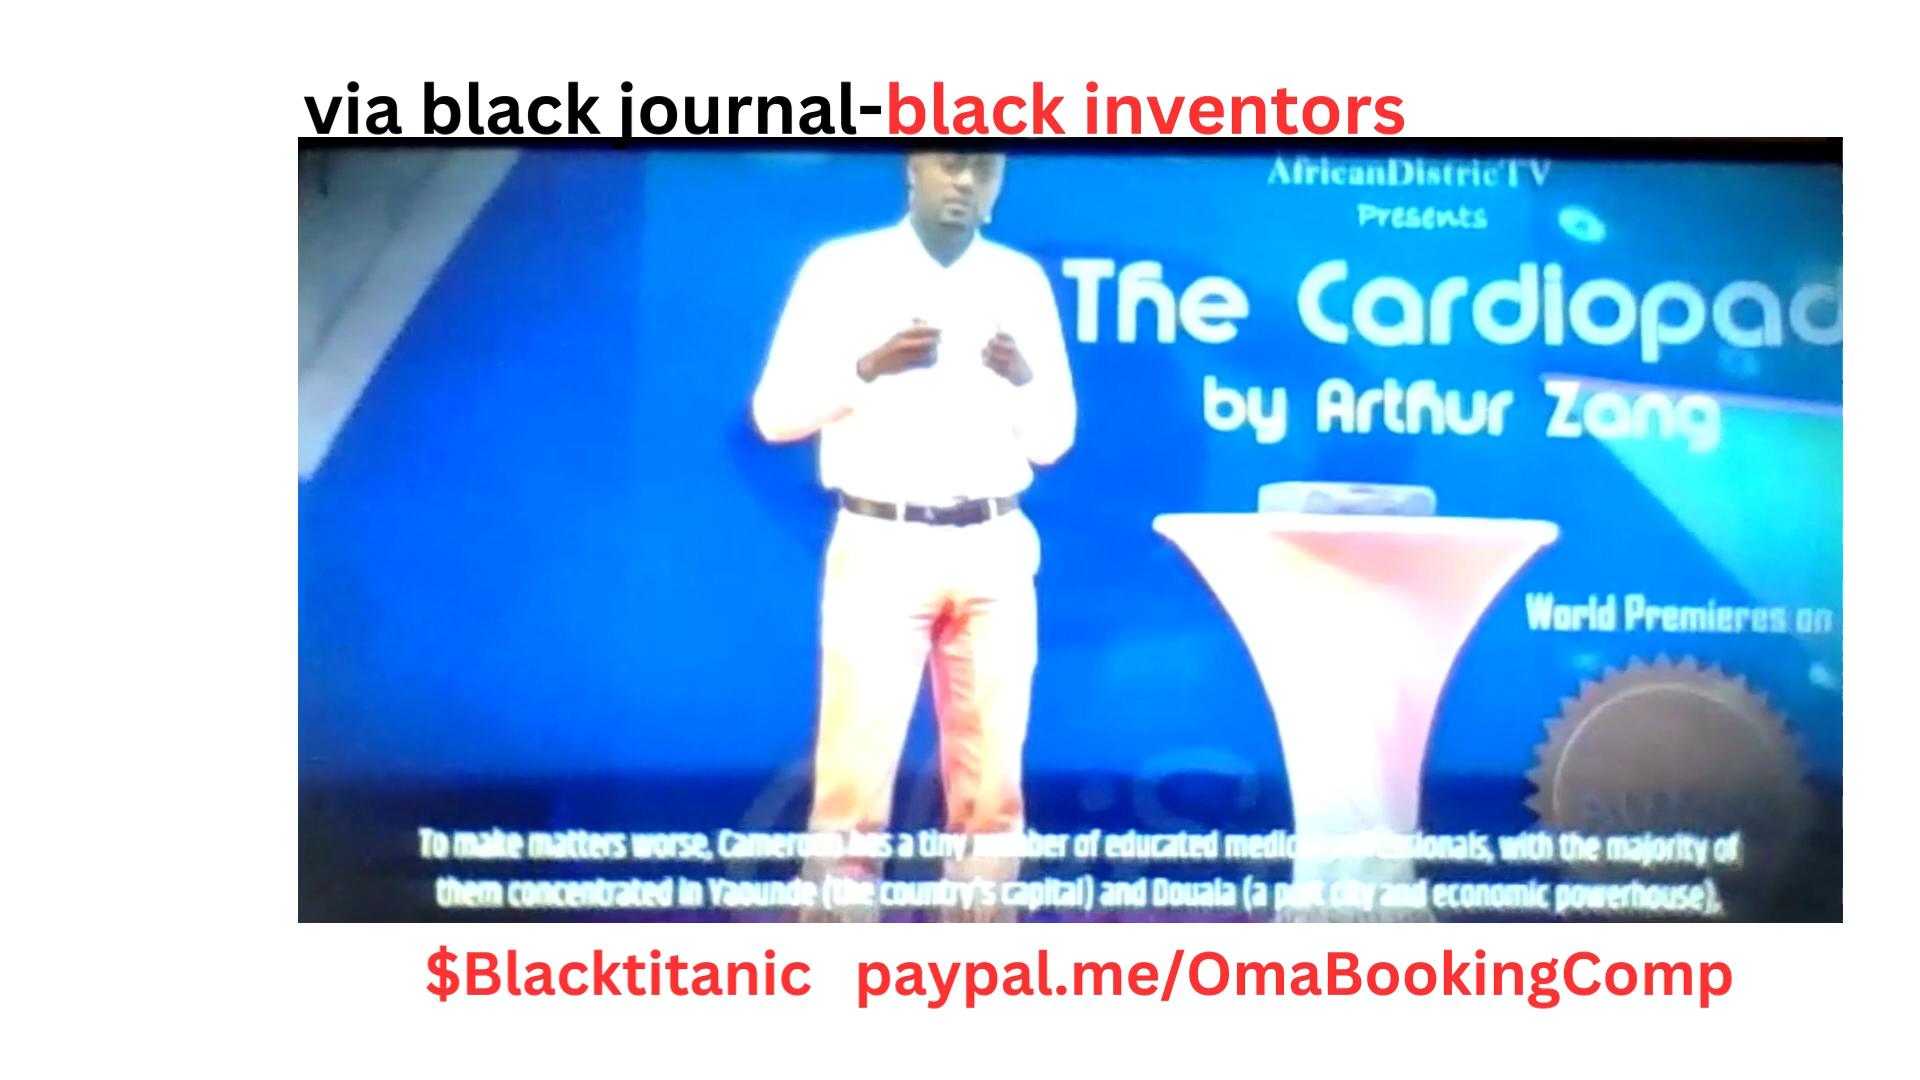 via black journal-black inventors
AfricanDistricTV
Presents
The Cardiopad
by Arthur Zang
World Premieres on
To make matters worse, Cameroon has a tiny number of educated medical professionals, with the majority of
them concentrated in Yaounde (the country's capital) and Douala (a port city and economic powerhouse).
$Blacktitanic paypal.me/OmaBookingComp